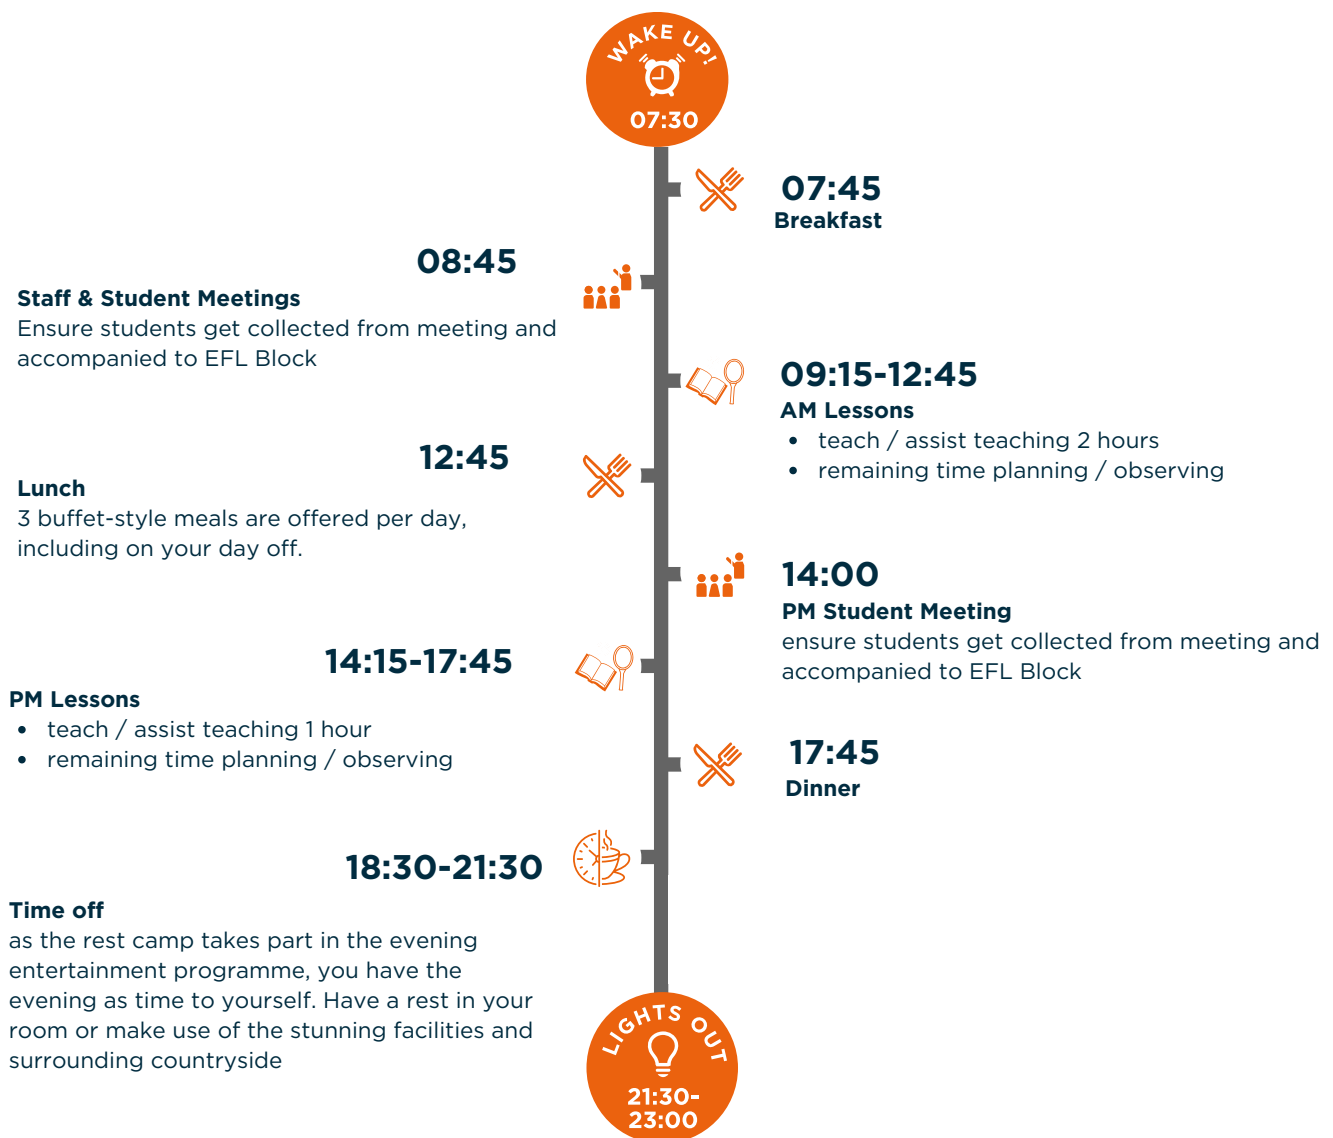 WAKE UP!
07:30
07:45
Breakfast
08:45
Staff & Student Meetings
Ensure students get collected from meeting and
accompanied to EFL Block
09:15-12:45
AM Lessons
• teach / assist teaching 2 hours
• remaining time planning / observing
12:45
Lunch
3 buffet-style meals are offered per day,
including on your day off.
14:00
PM Student Meeting
ensure students get collected from meeting and
accompanied to EFL Block
14:15-17:45
PM Lessons
• teach / assist teaching 1 hour
• remaining time planning / observing
17:45
Dinner
18:30-21:30
Time off
as the rest camp takes part in the evening
entertainment programme, you have the
evening as time to yourself. Have a rest in your
room or make use of the stunning facilities and
surrounding countryside
LIGHTS OUT
21:30-
23:00